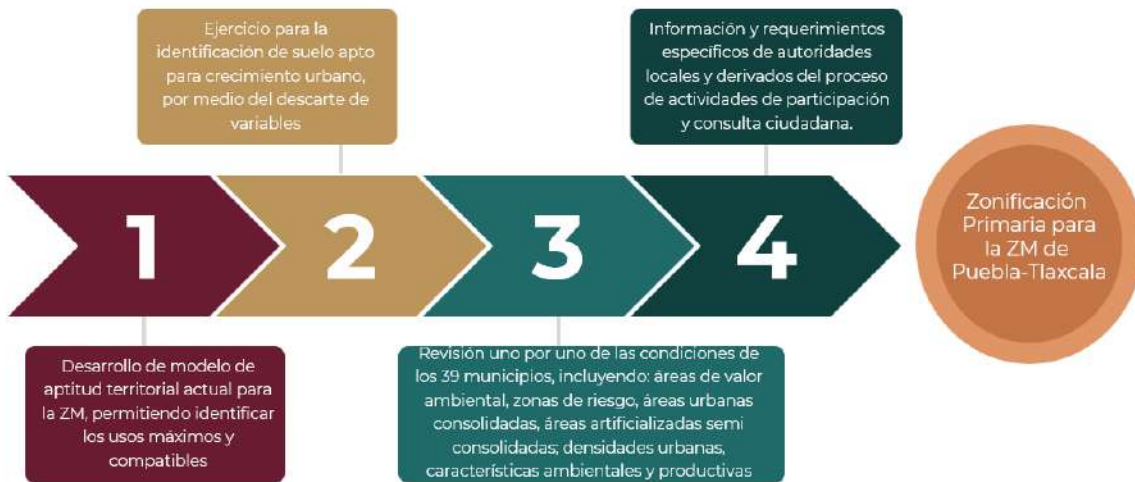 Ejercicio para la
identificación de suelo apto
para crecimiento urbano,
por medio del descarte de
variables
Información y requerimientos
específicos de autoridades
locales y derivados del proceso
de actividades de participación
y consulta ciudadana.
1
2
3
4
Zonificación
Primaria para
la ZM de
Puebla-Tlaxcala
Desarrollo de modelo de
aptitud territorial actual para
la ZM, permitiendo identificar
los usos máximos y
compatibles
Revisión uno por uno de las condiciones de
los 39 municipios, incluyendo: áreas de valor
ambiental, zonas de riesgo, áreas urbanas
consolidadas, áreas artificializadas semi
consolidadas; densidades urbanas,
características ambientales y productivas